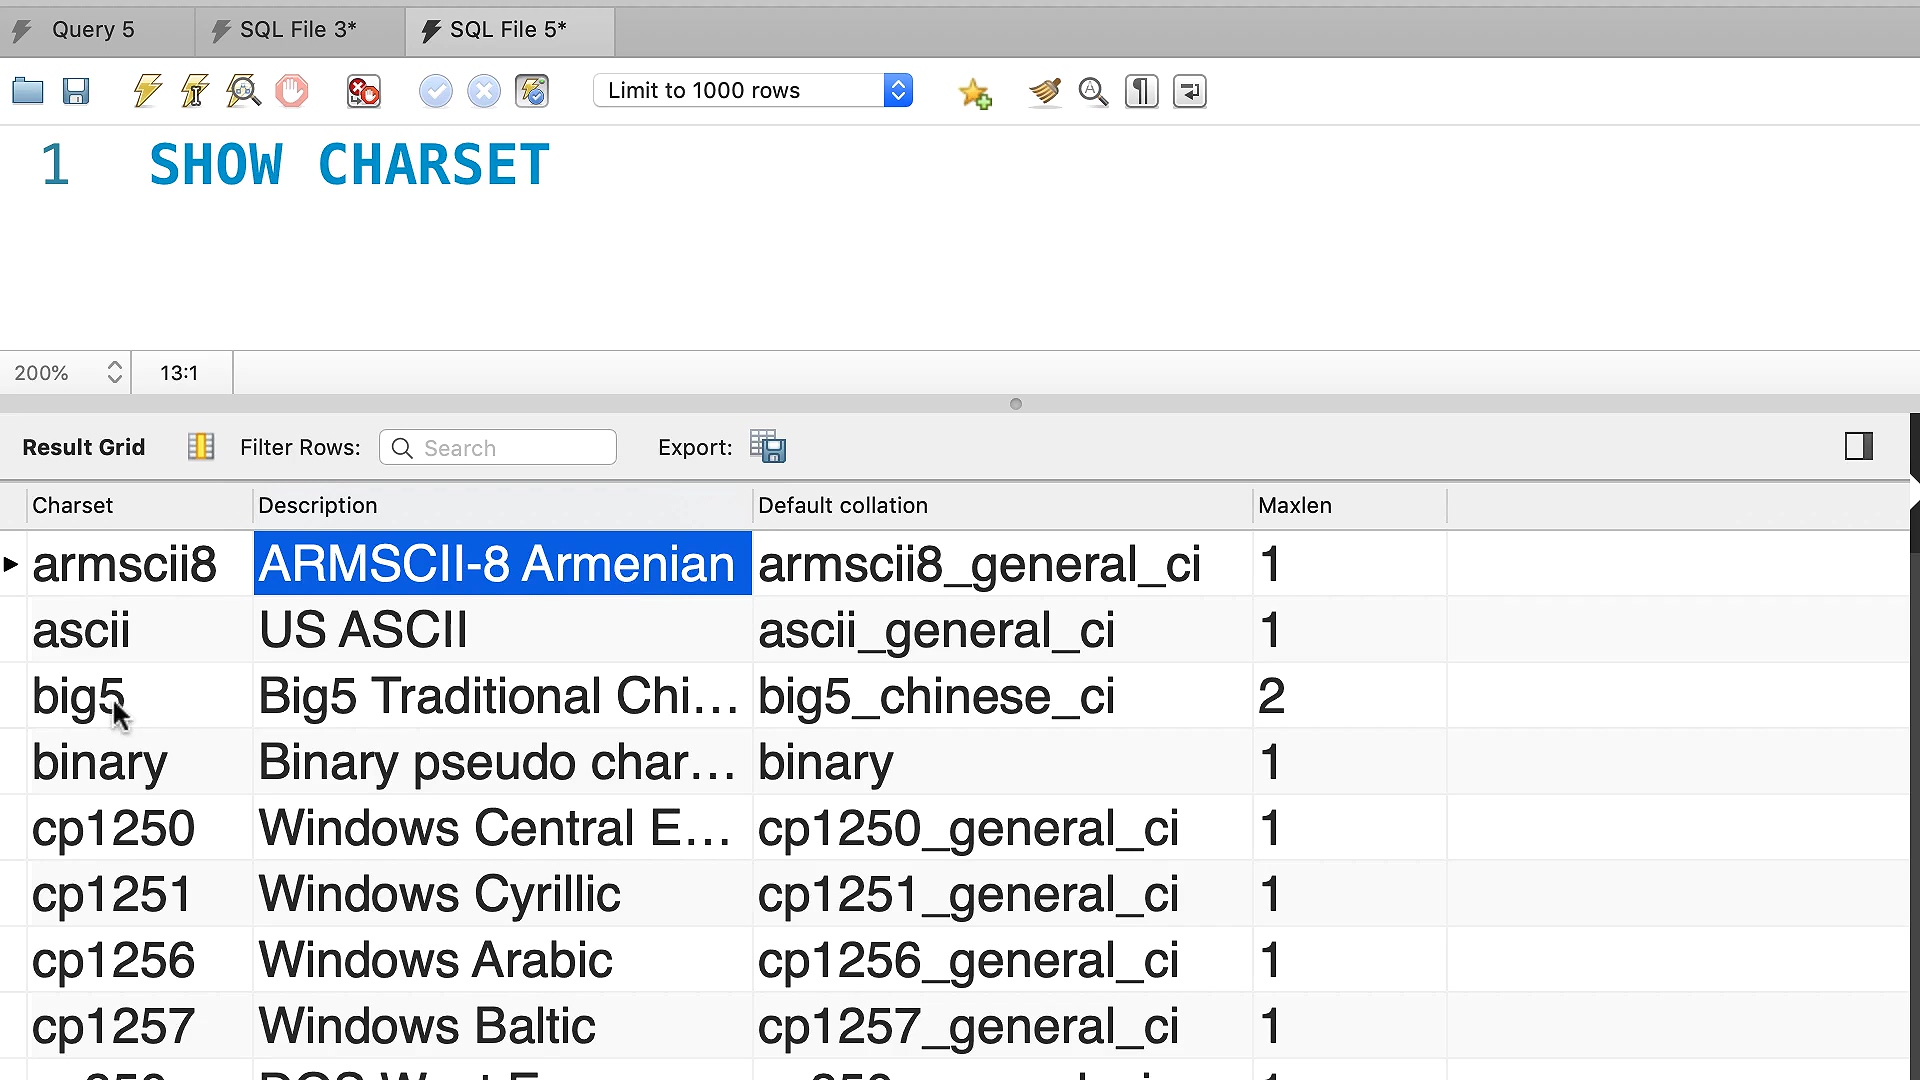 Query 5 SQL File 3* SQL File 5*
Limit to 1000 rows
1 SHOW CHARSET
200% 13:1
Result Grid Filter Rows: Search Export:
Charset Description Default collation Maxlen
armscii8 ARMSCII-8 Armenian armscii8_general_ci 1
ascii US ASCII ascii_general_ci 1
big5 Big5 Traditional Chi... big5_chinese_ci 2
binary Binary pseudo char... binary 1
cp1250 Windows Central E... cp1250_general_ci 1
cp1251 Windows Cyrillic cp1251_general_ci 1
cp1256 Windows Arabic cp1256_general_ci 1
cp1257 Windows Baltic cp1257_general_ci 1